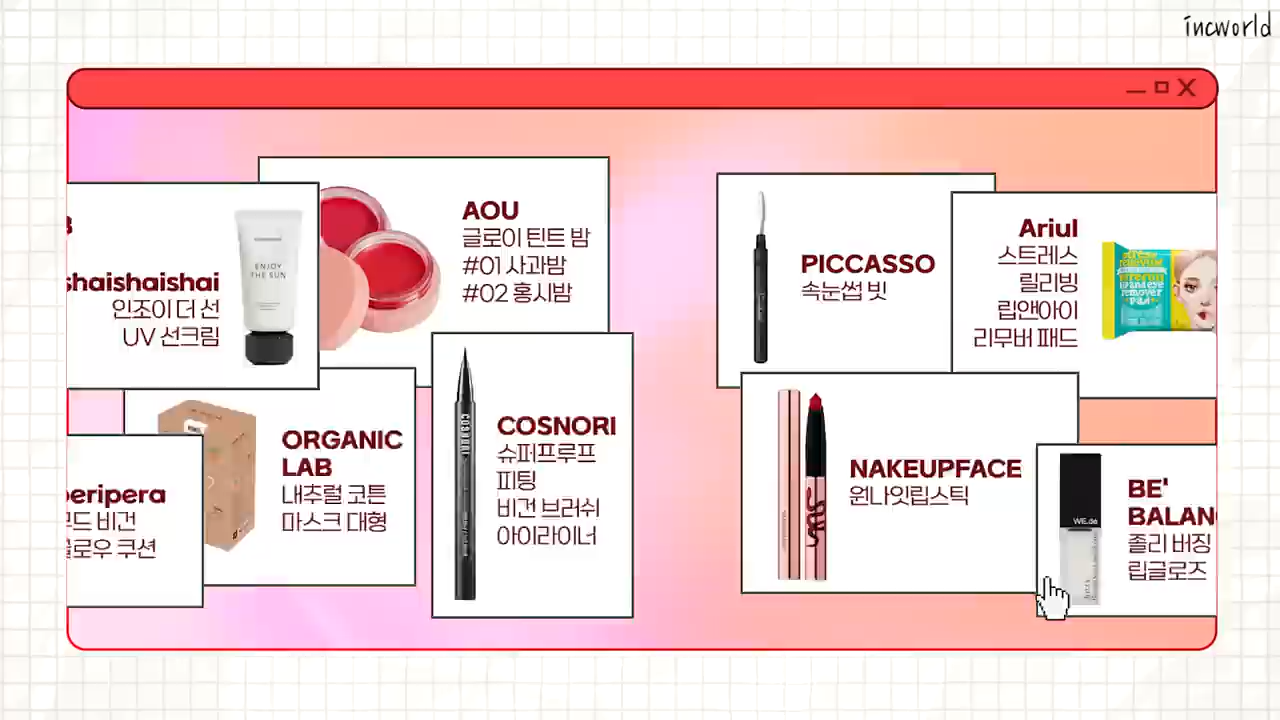 incworld
shaishaishai
인조이 더 선
UV 선크림
ENJOY
THE SUN
AOU
글로이 틴트 밤
#01 사과밤
#02 홍시밤
PICCASSO
속눈썹 빗
Ariul
스트레스
릴리빙
립앤아이
리무버 패드
peripera
무드 비건
글로우 쿠션
ORGANIC
LAB
내추럴 코튼
마스크 대형
COSNORI
COSNORI
슈퍼프루프
피팅
비건 브러쉬
아이라이너
NAKEUPFACE
원나잇립스틱
WE.de
BE'
BALAN
졸리 버징
립글로즈